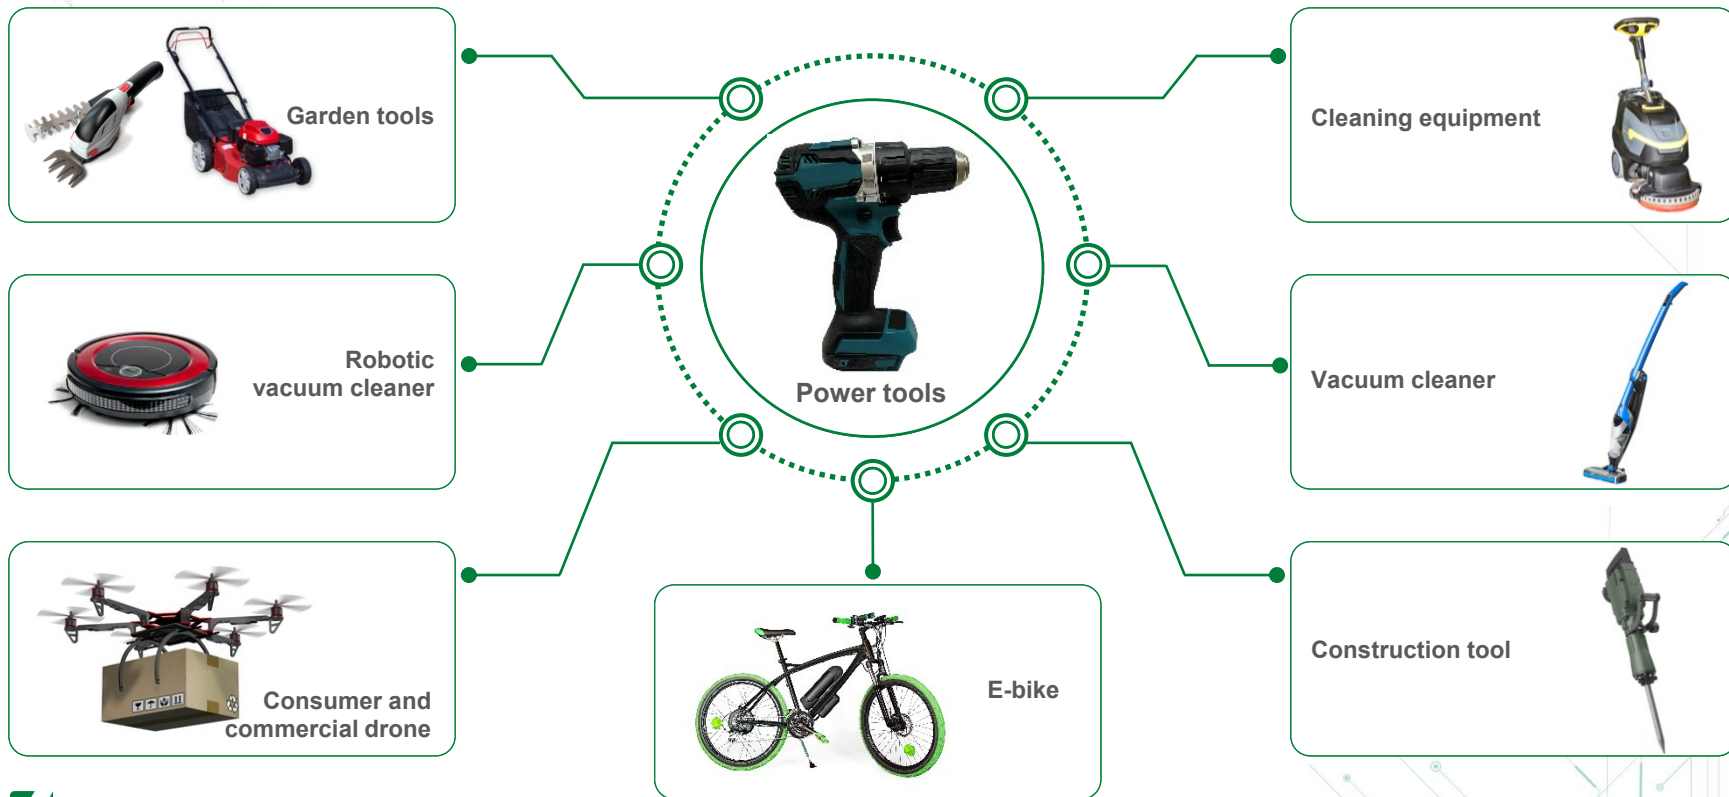 Garden tools
Cleaning equipment
Robotic
vacuum cleaner
Power tools
Vacuum cleaner
Consumer and
commercial drone
E-bike
Construction tool